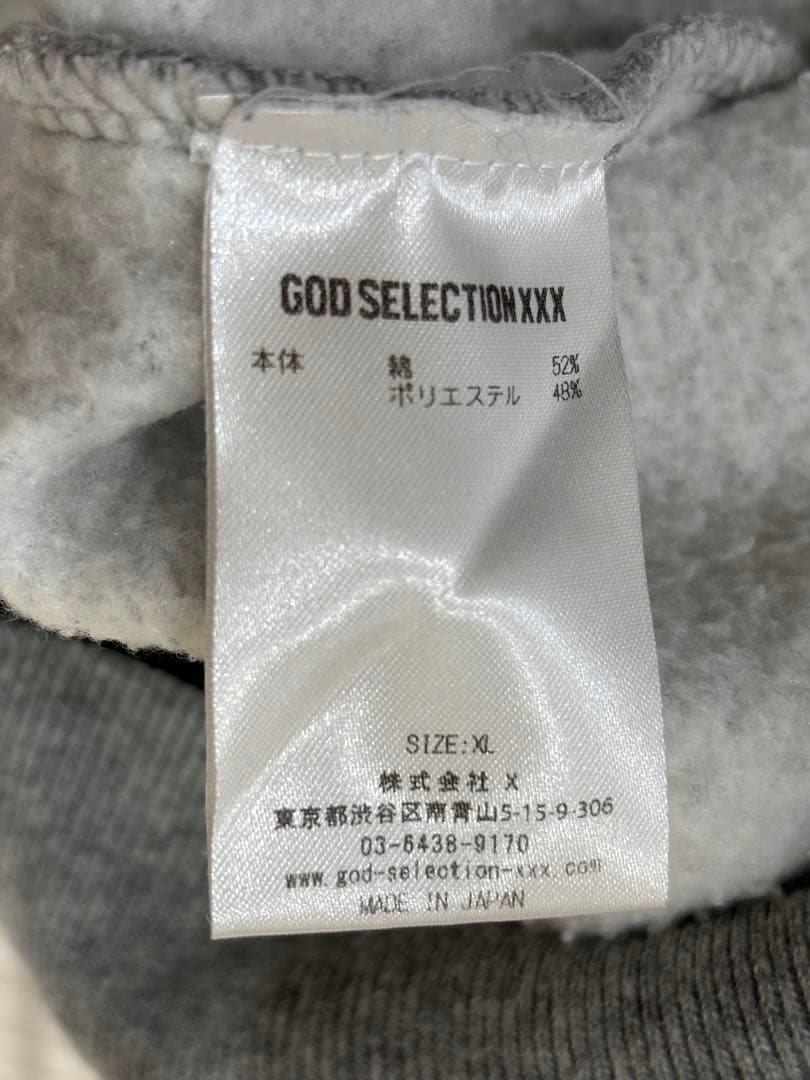 GOD SELECTION XXX
本体 綿 52%
ポリエステル 48%
SIZE:XL
株式会社 X
東京都渋谷区南青山5-15-9-306
03-6438-9170
www.god-selection-xxx.com
MADE IN JAPAN